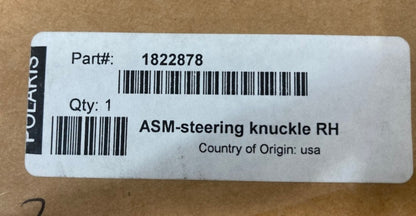 POLARIS
Part#: 1822878
Qty: 1
ASM-steering knuckle RH
Country of Origin: usa